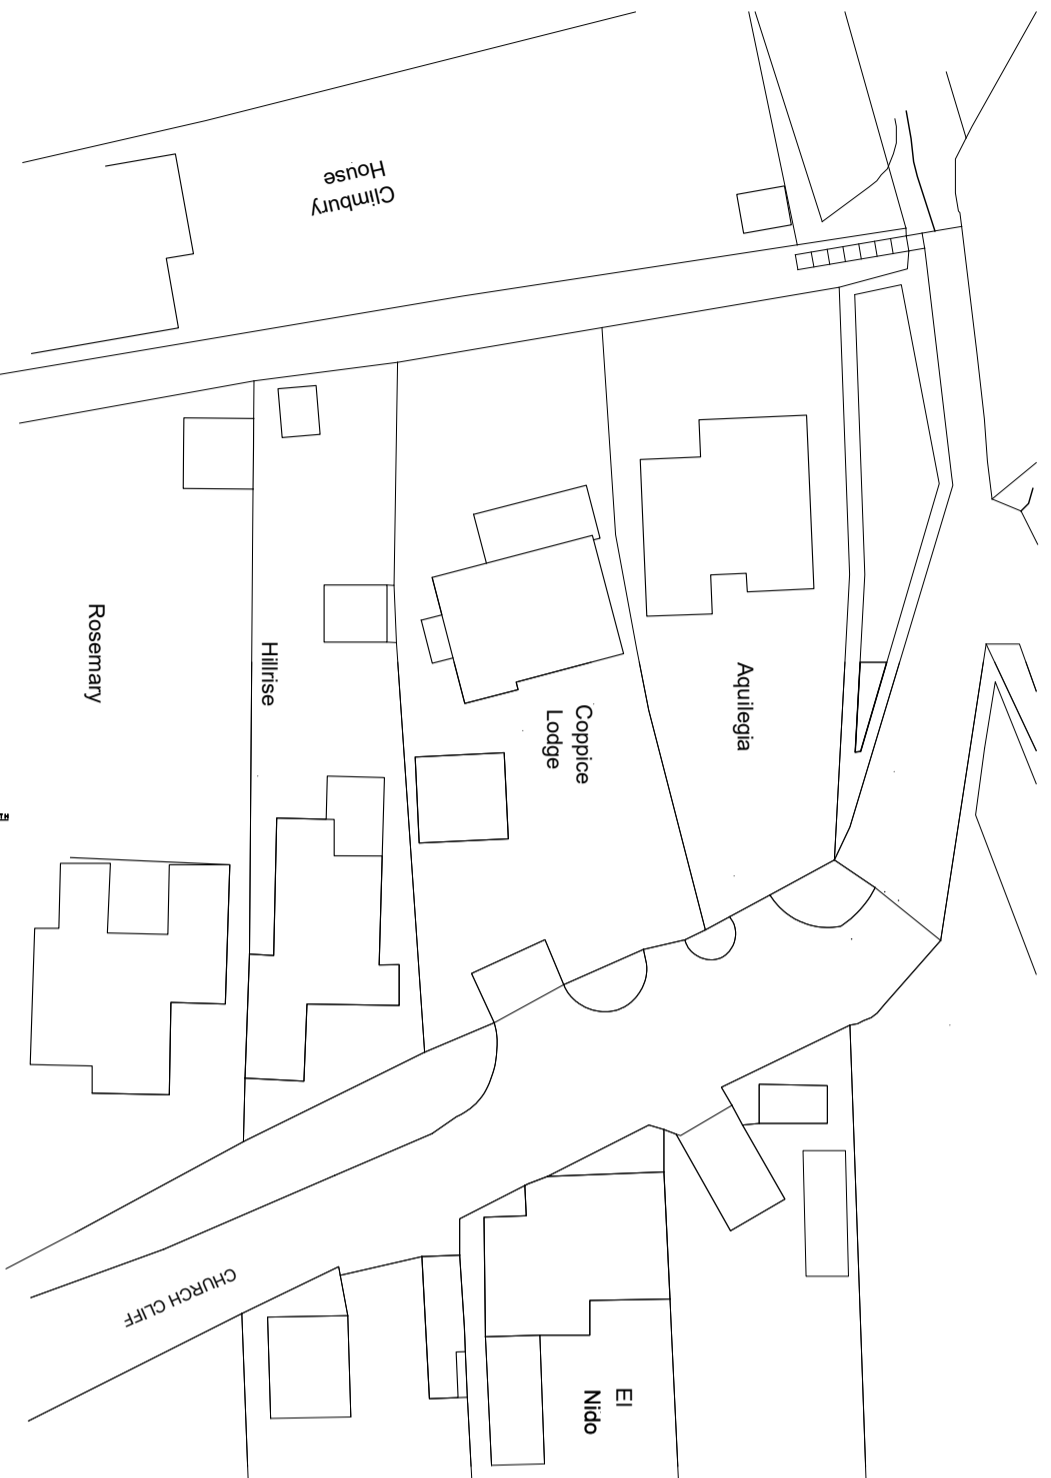 Climbury
House
Rosemary
Hillrise
Coppice
Lodge
Aquilegia
CHURCH CLIFF
El
Nido